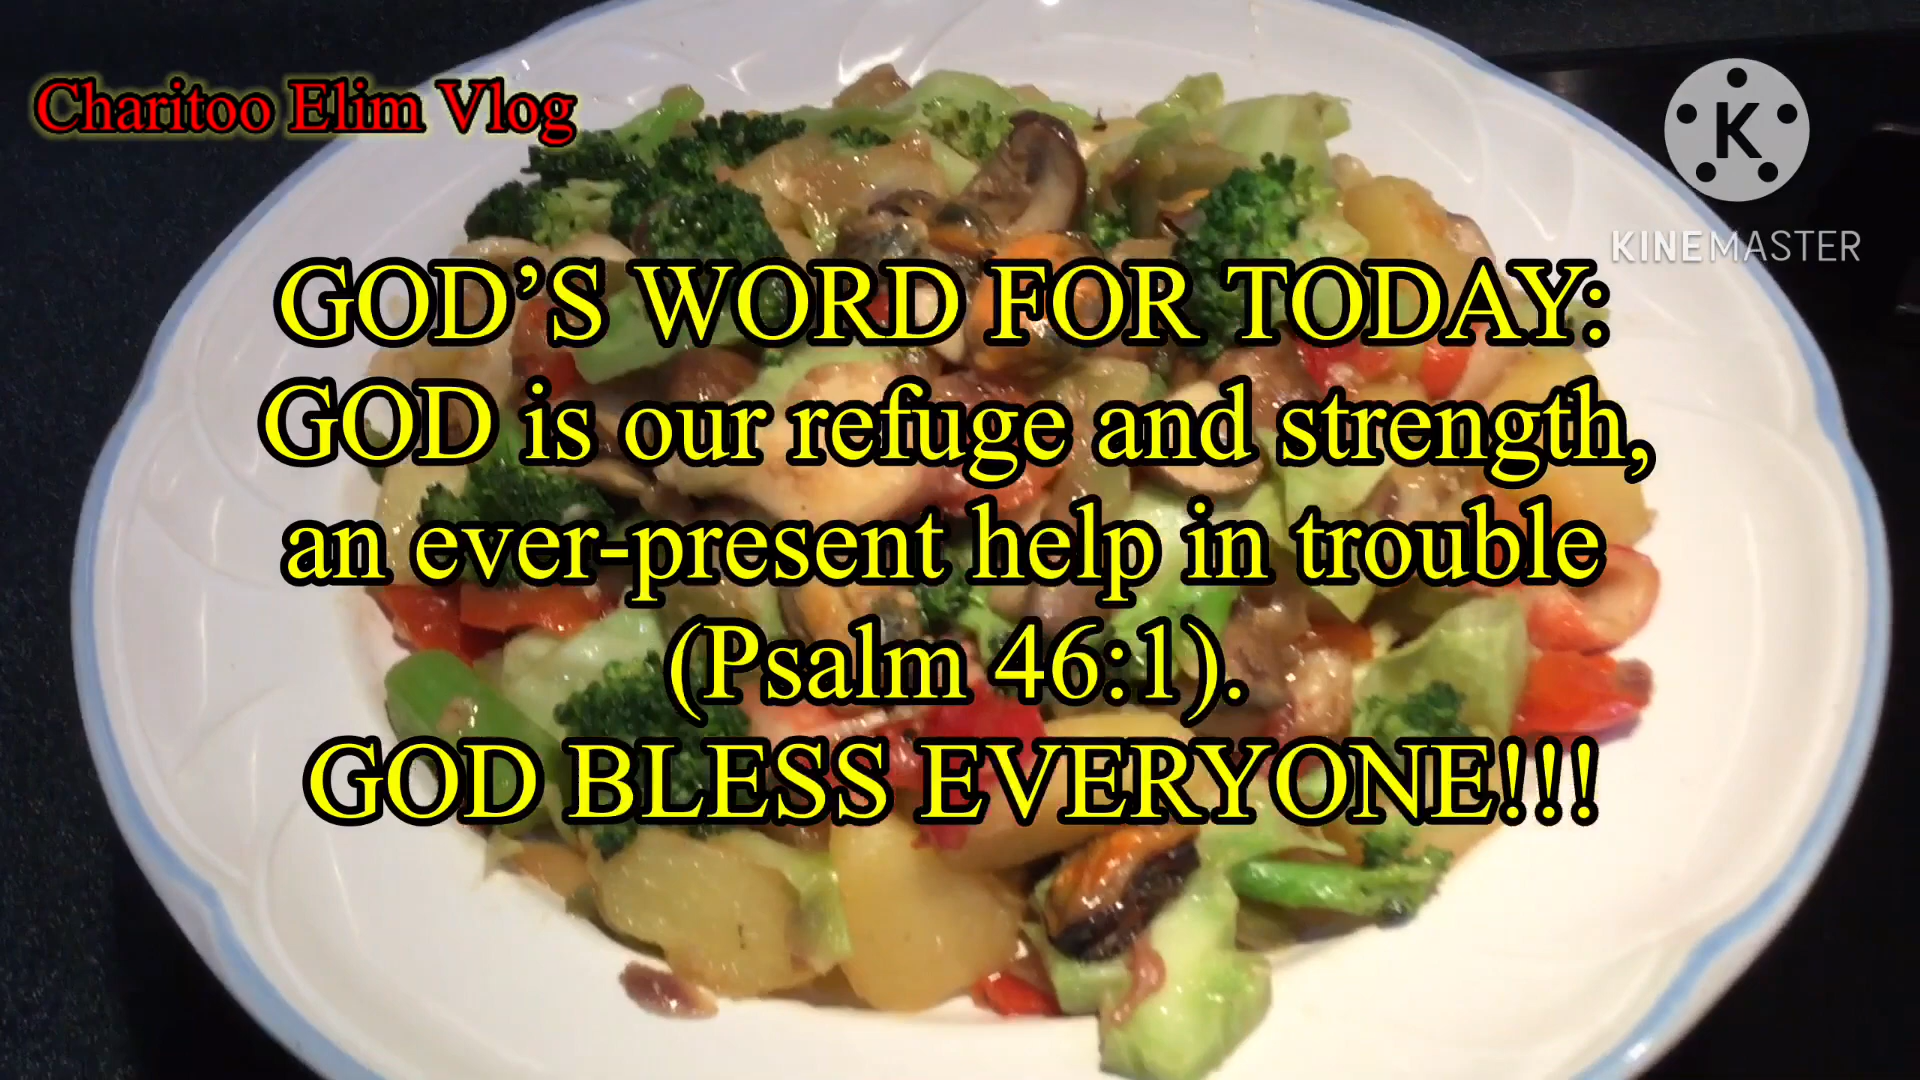 Charitoo Elim Vlog
K
KINEMASTER
GOD’S WORD FOR TODAY:
GOD is our refuge and strength,
an ever-present help in trouble
(Psalm 46:1).
GOD BLESS EVERYONE!!!